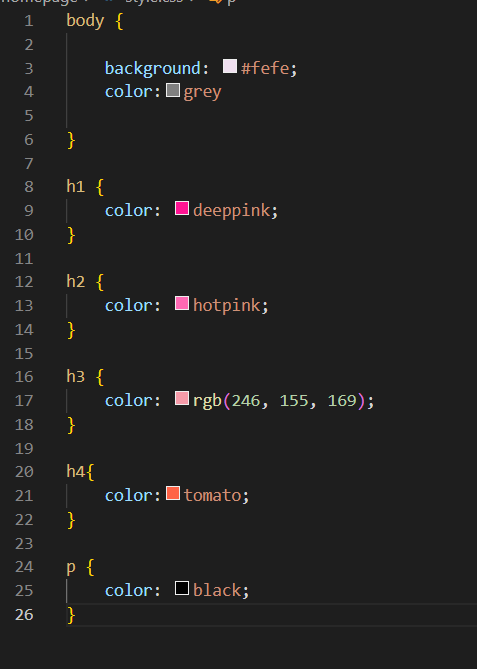 homepage > style.css > p
1 body {
2
3 background: #fefe;
4 color: grey
5
6 }
7
8 h1 {
9 color: deeppink;
10 }
11
12 h2 {
13 color: hotpink;
14 }
15
16 h3 {
17 color: rgb(246, 155, 169);
18 }
19
20 h4{
21 color: tomato;
22 }
23
24 p {
25 color: black;
26 }